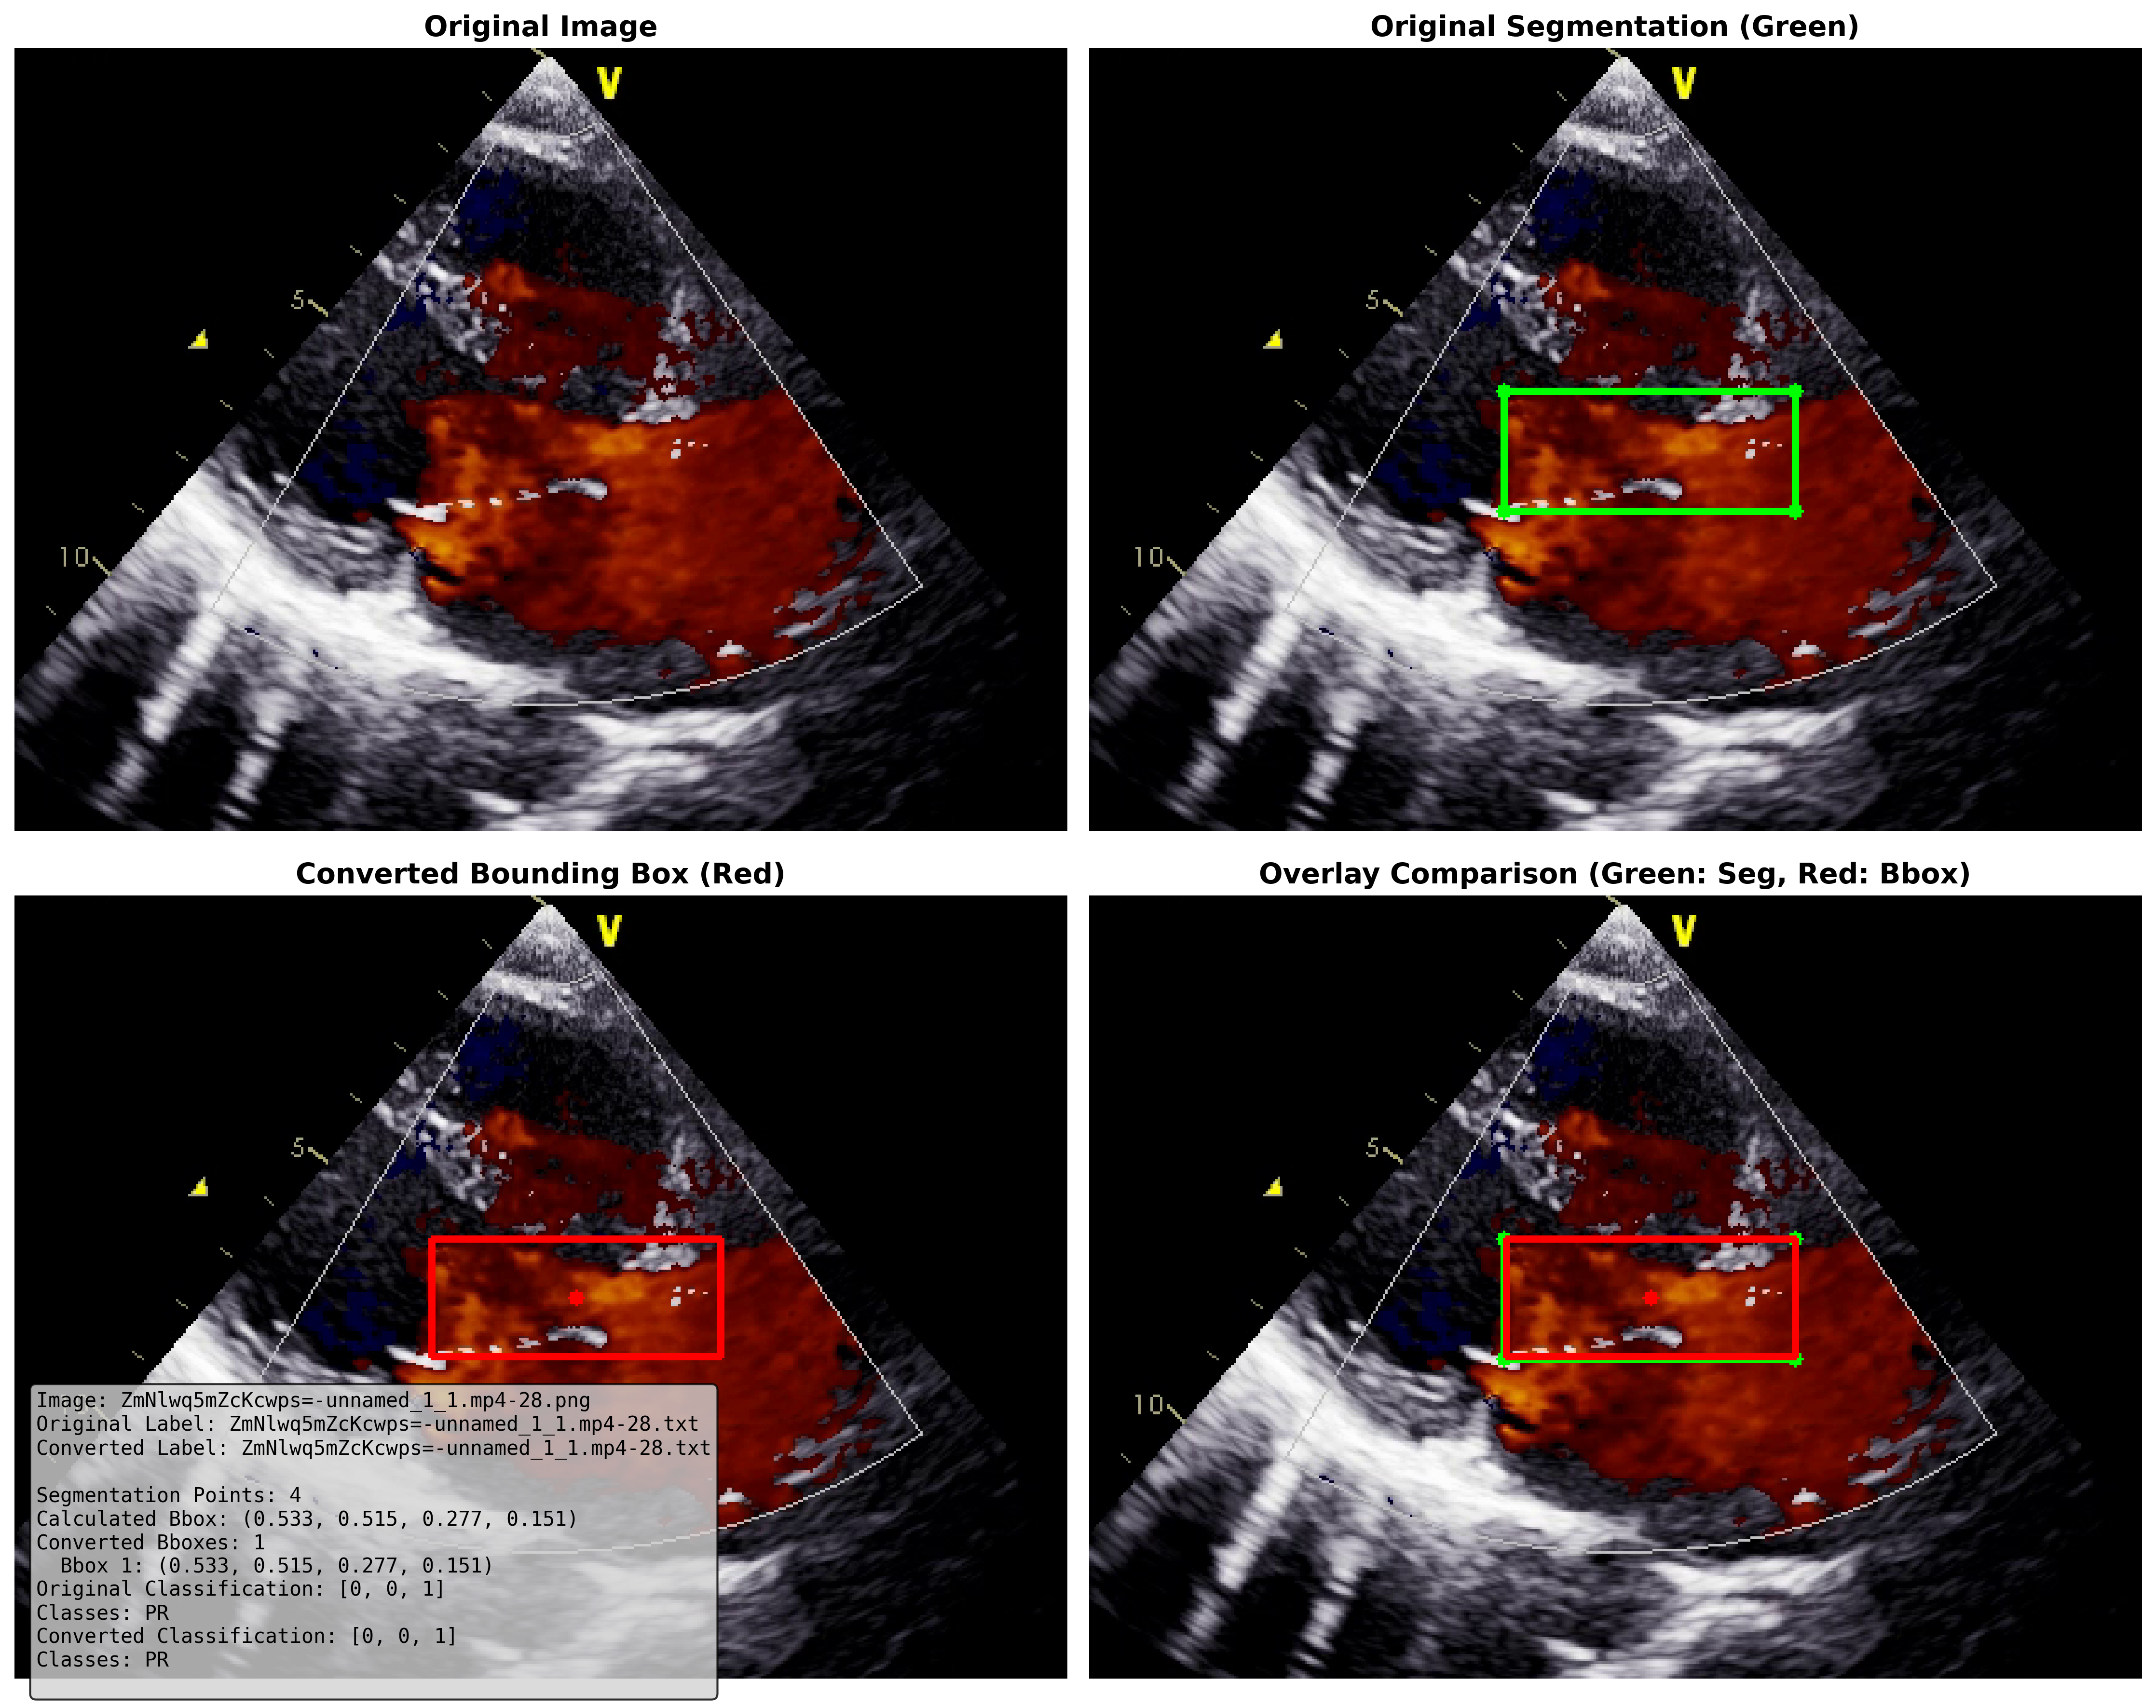 Original Image
Original Segmentation (Green)
V
5
10
V
5
10
Converted Bounding Box (Red)
Overlay Comparison (Green: Seg, Red: Bbox)
V
5
V
5
10
Image: ZmNlwq5mZcKcwps=-unnamed_1_1.mp4-28.png
Original Label: ZmNlwq5mZcKcwps=-unnamed_1_1.mp4-28.txt
Converted Label: ZmNlwq5mZcKcwps=-unnamed_1_1.mp4-28.txt
Segmentation Points: 4
Calculated Bbox: (0.533, 0.515, 0.277, 0.151)
Converted Bboxes: 1
Bbox 1: (0.533, 0.515, 0.277, 0.151)
Original Classification: [0, 0, 1]
Classes: PR
Converted Classification: [0, 0, 1]
Classes: PR